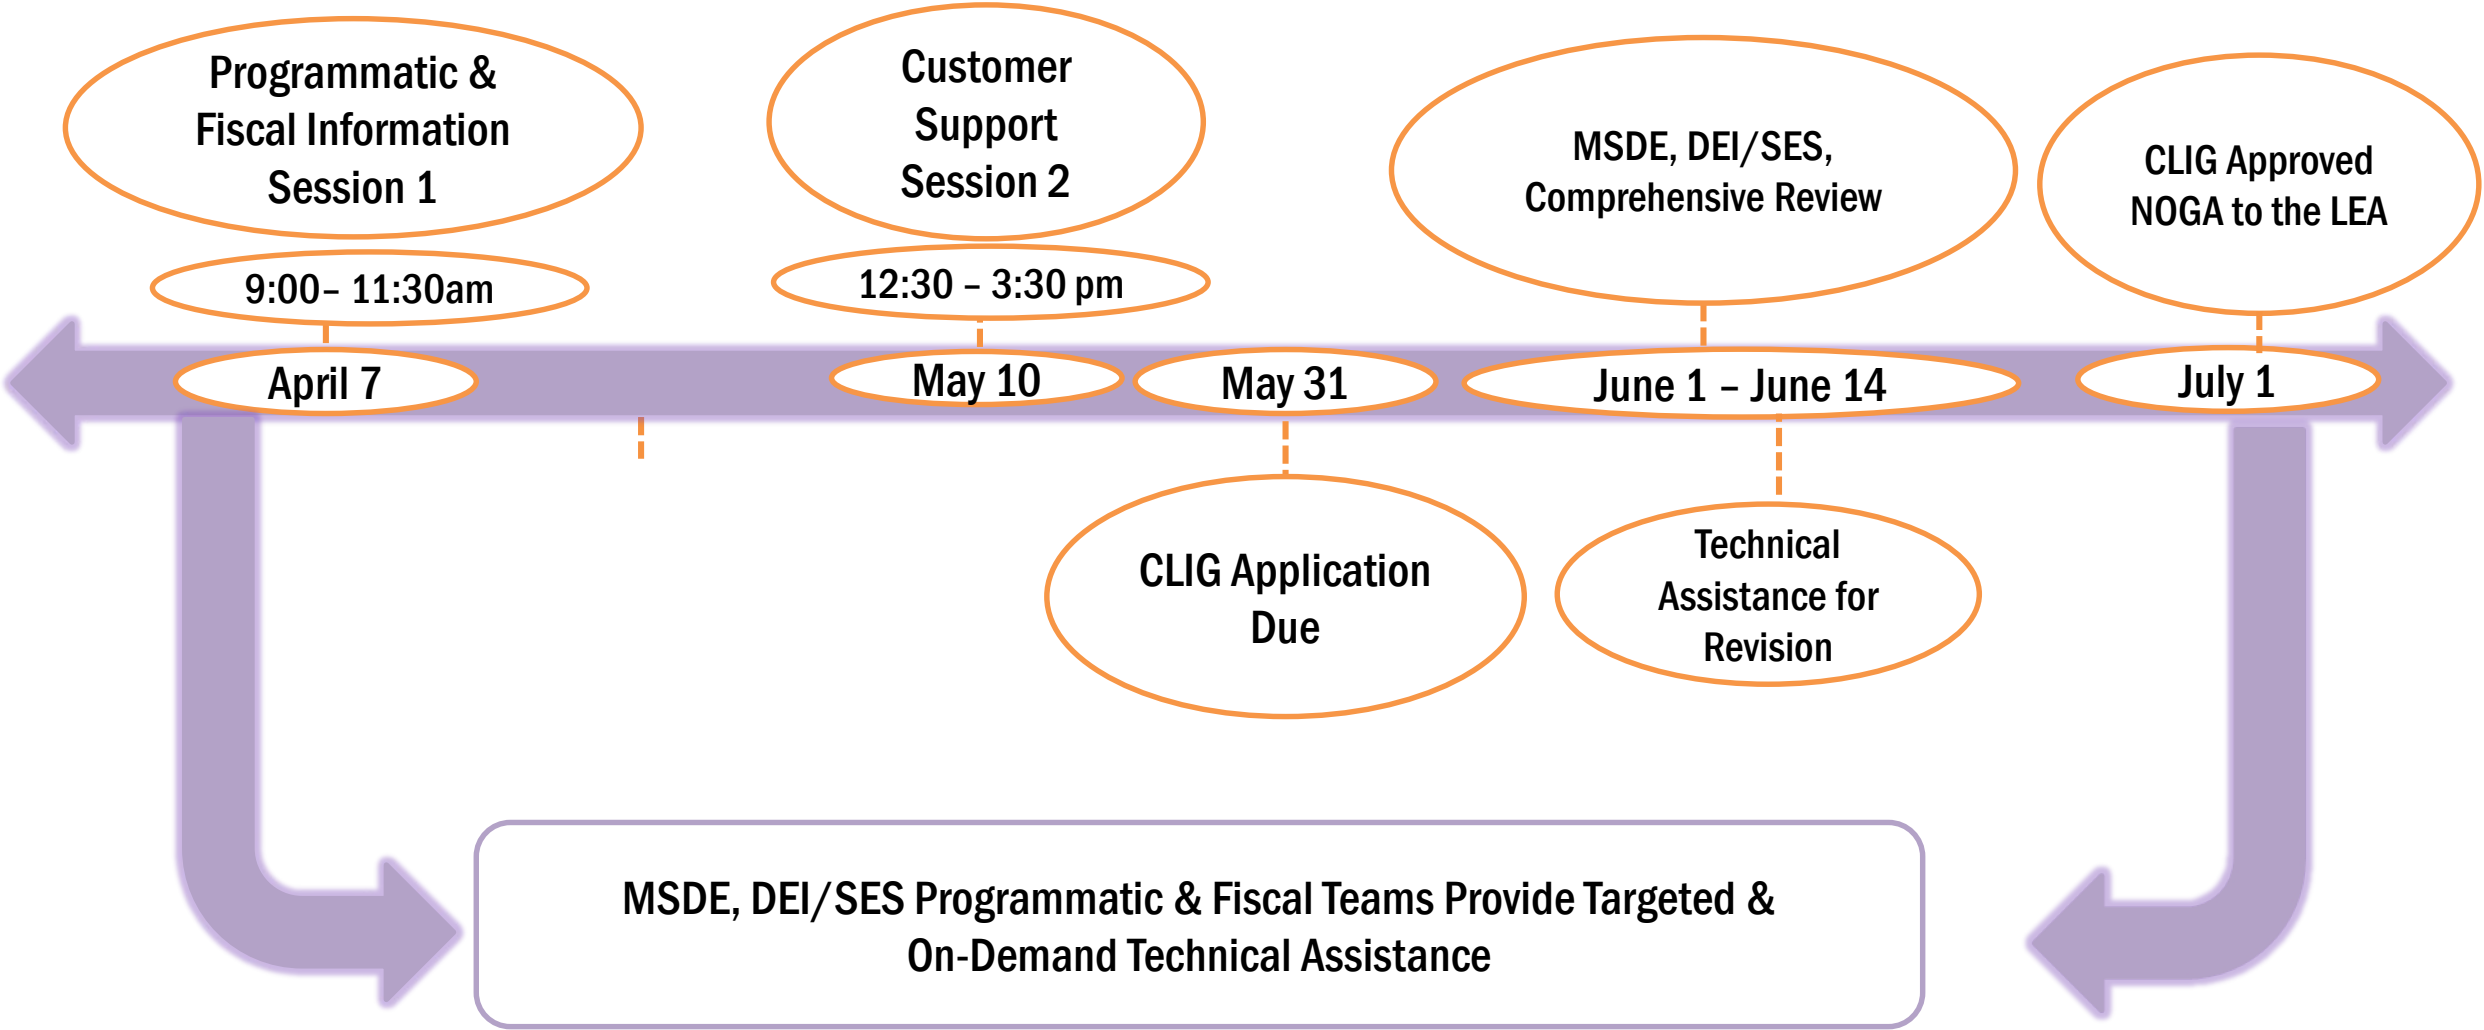 Programmatic &
Fiscal Information
Session 1
9:00– 11:30am
April 7
Customer
Support
Session 2
12:30 – 3:30 pm
May 10
May 31
CLIG Application
Due
MSDE, DEI/SES,
Comprehensive Review
June 1 – June 14
Technical
Assistance for
Revision
CLIG Approved
NOGA to the LEA
July 1
MSDE, DEI/SES Programmatic & Fiscal Teams Provide Targeted &
On-Demand Technical Assistance